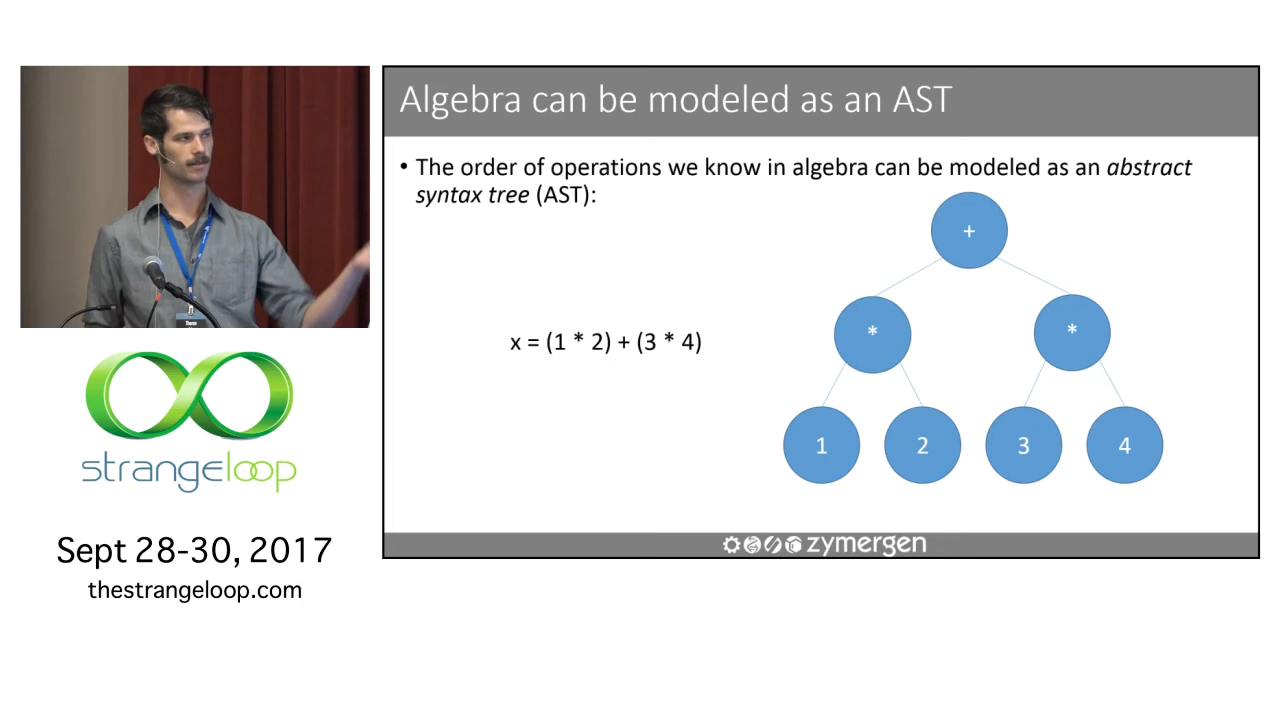 Algebra can be modeled as an AST
• The order of operations we know in algebra can be modeled as an abstract
syntax tree (AST):
x = (1 * 2) + (3 * 4)
+
* *
1 2 3 4
zymergen
strangeloop
Sept 28-30, 2017
thestrangeloop.com